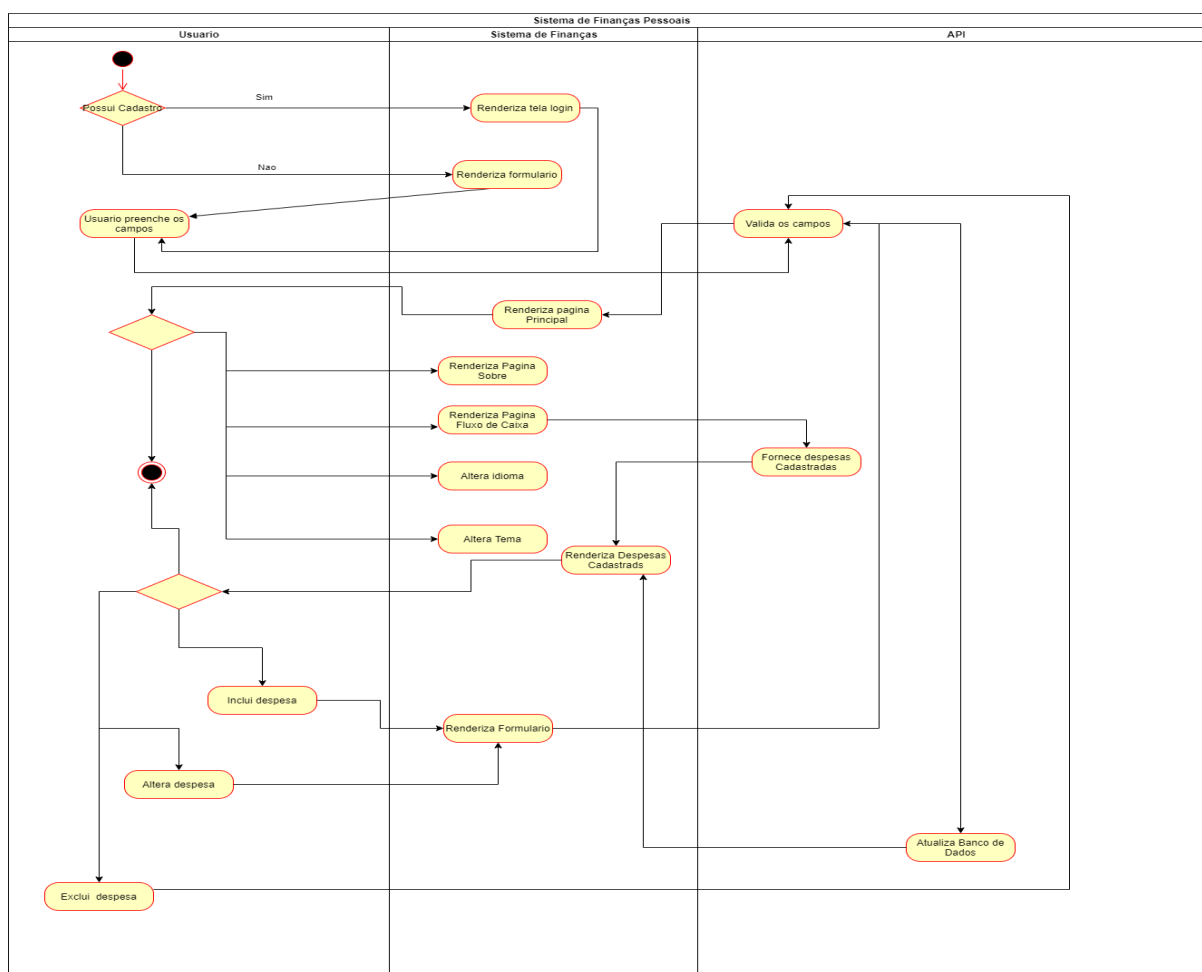 Sistema de Finanças Pessoais
Usuario
Sistema de Finanças
API
Possui Cadastro
Sim
Renderiza tela login
Nao
Renderiza formulario
Usuario preenche os
campos
Valida os campos
Renderiza pagina
Principal
Renderiza Pagina
Sobre
Renderiza Pagina
Fluxo de Caixa
Fornece despesas
Cadastradas
Altera idioma
Altera Tema
Renderiza Despesas
Cadastrads
Inclui despesa
Renderiza Formulario
Altera despesa
Atualiza Banco de
Dados
Exclui despesa